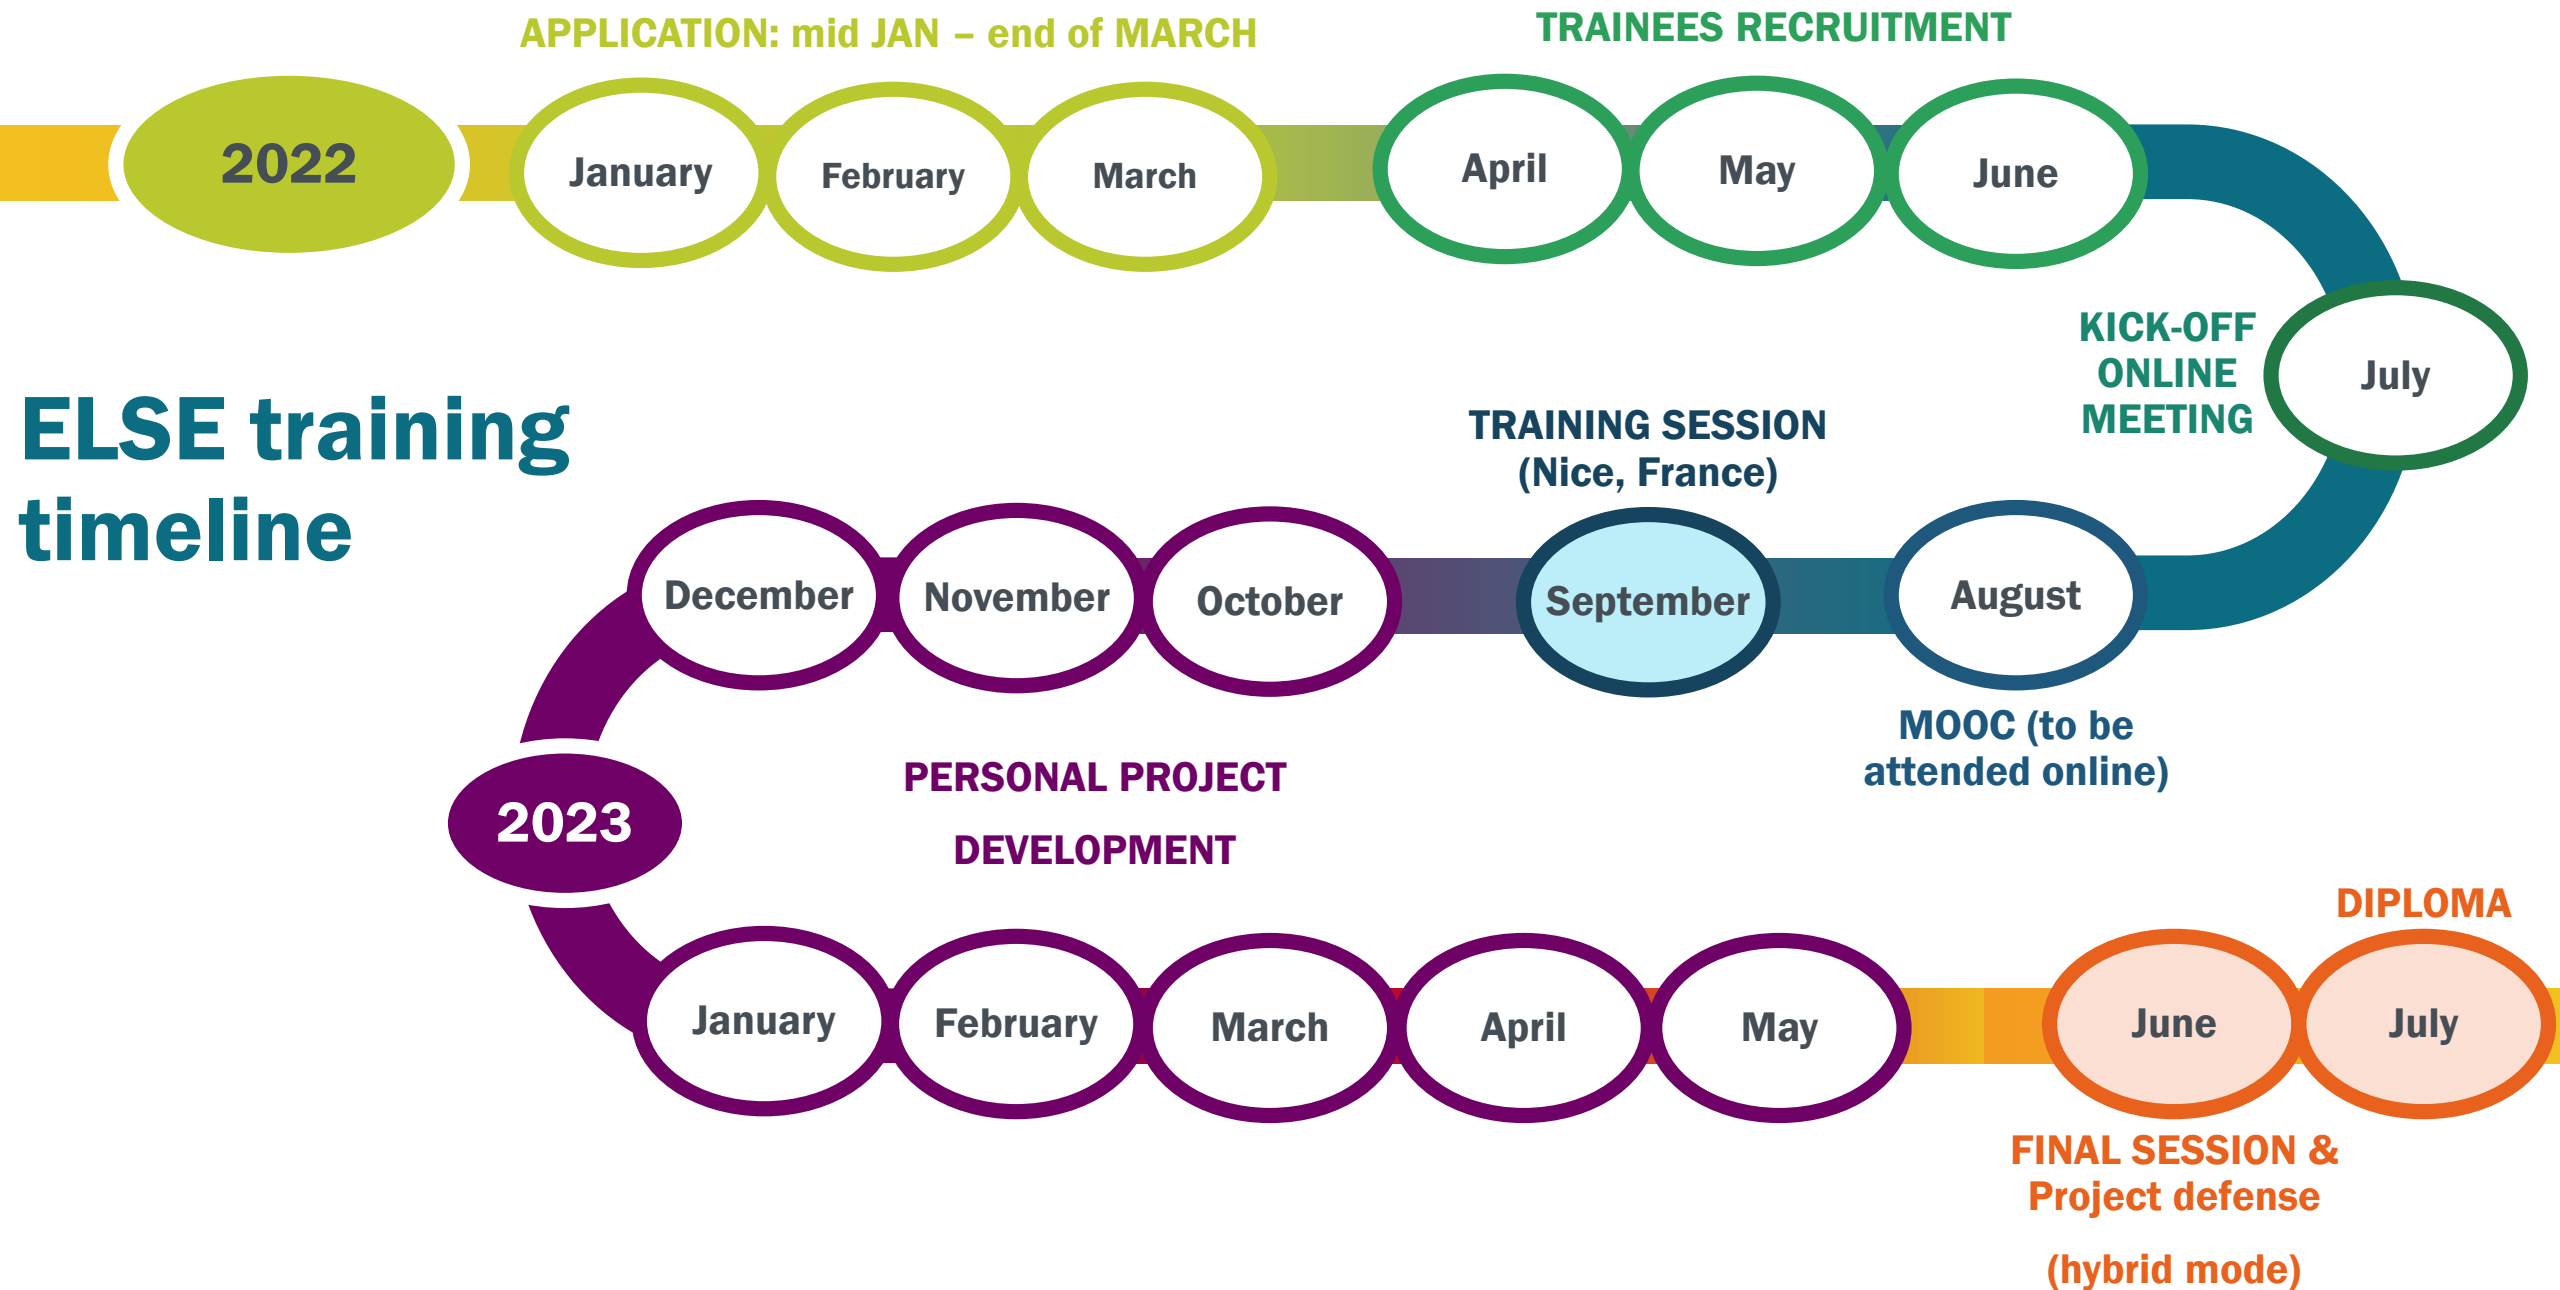 APPLICATION: mid JAN – end of MARCH
TRAINEES RECRUITMENT
2022
January
February
March
April
May
June
KICK-OFF
ONLINE
MEETING
July
ELSE training
timeline
TRAINING SESSION
(Nice, France)
December
November
October
September
August
MOOC (to be
attended online)
PERSONAL PROJECT
DEVELOPMENT
2023
DIPLOMA
January
February
March
April
May
June
July
FINAL SESSION &
Project defense
(hybrid mode)